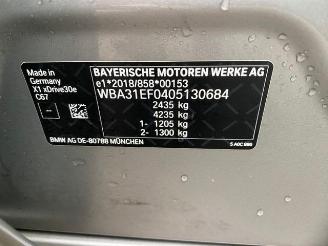 Made in
Germany
X1 xDrive30e
C67
BAYERISCHE MOTOREN WERKE AG
e1*2018/858*00153
WBA31EF0405130684
2435 kg
4235 kg
1- 1205 kg
2- 1300 kg
BMW AG DE-80788 MÜNCHEN